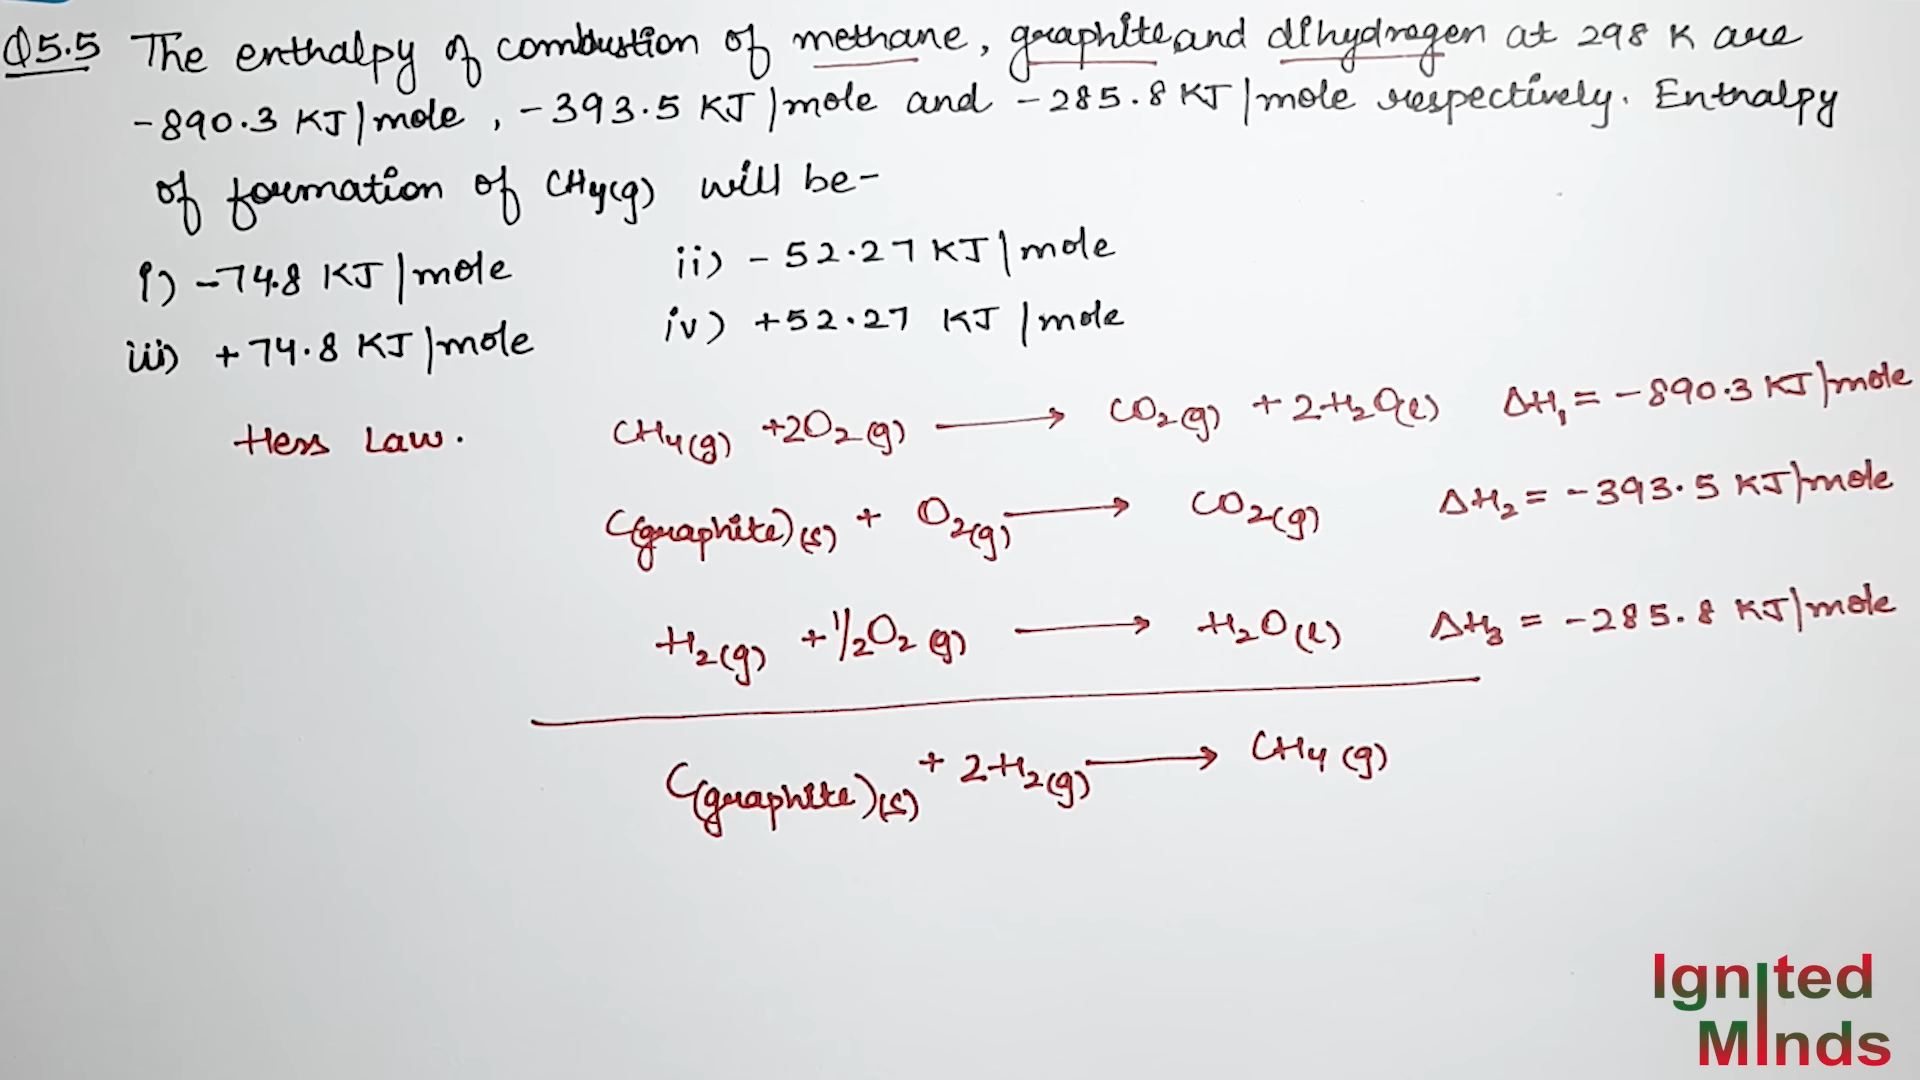 Q5.5 The enthalpy of combustion of methane, graphite and dihydrogen at 298 K are
-890.3 KJ/mole, -393.5 KJ/mole and -285.8 KJ/mole respectively. Enthalpy
of formation of CH4(g) will be-
i) -74.8 KJ/mole ii) -52.27 KJ/mole
iii) +74.8 KJ/mole iv) +52.27 KJ/mole
Hess Law. CH4(g) +2O2(g) ⟶ CO2(g) +2H2O(l) ΔH1 = -890.3 KJ/mole
C(graphite)(s) + O2(g) ⟶ CO2(g) ΔH2 = -393.5 KJ/mole
H2(g) +1/2O2(g) ⟶ H2O(l) ΔH3 = -285.8 KJ/mole
C(graphite)(s) + 2H2(g) ⟶ CH4(g)
Ignited
Minds